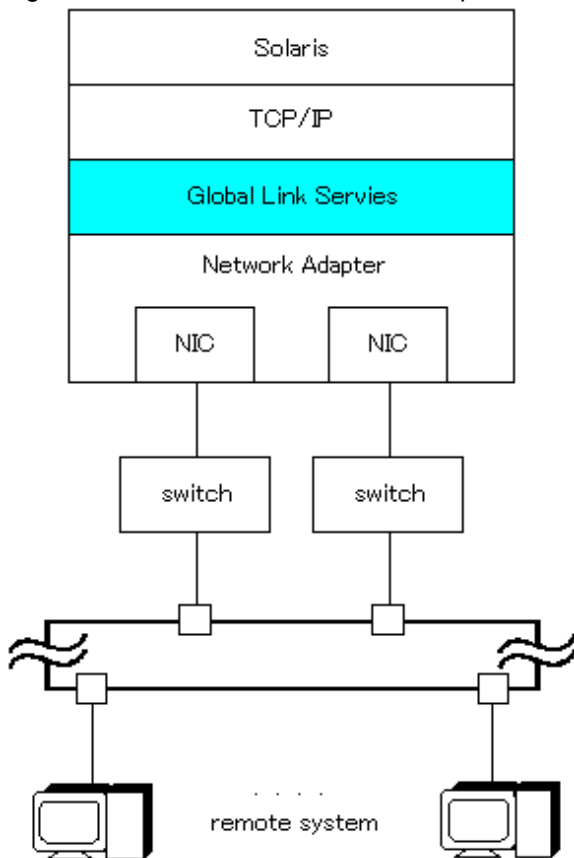 Solaris
TCP/IP
Global Link Servies
Network Adapter
NIC NIC
switch switch
. . . .
remote system